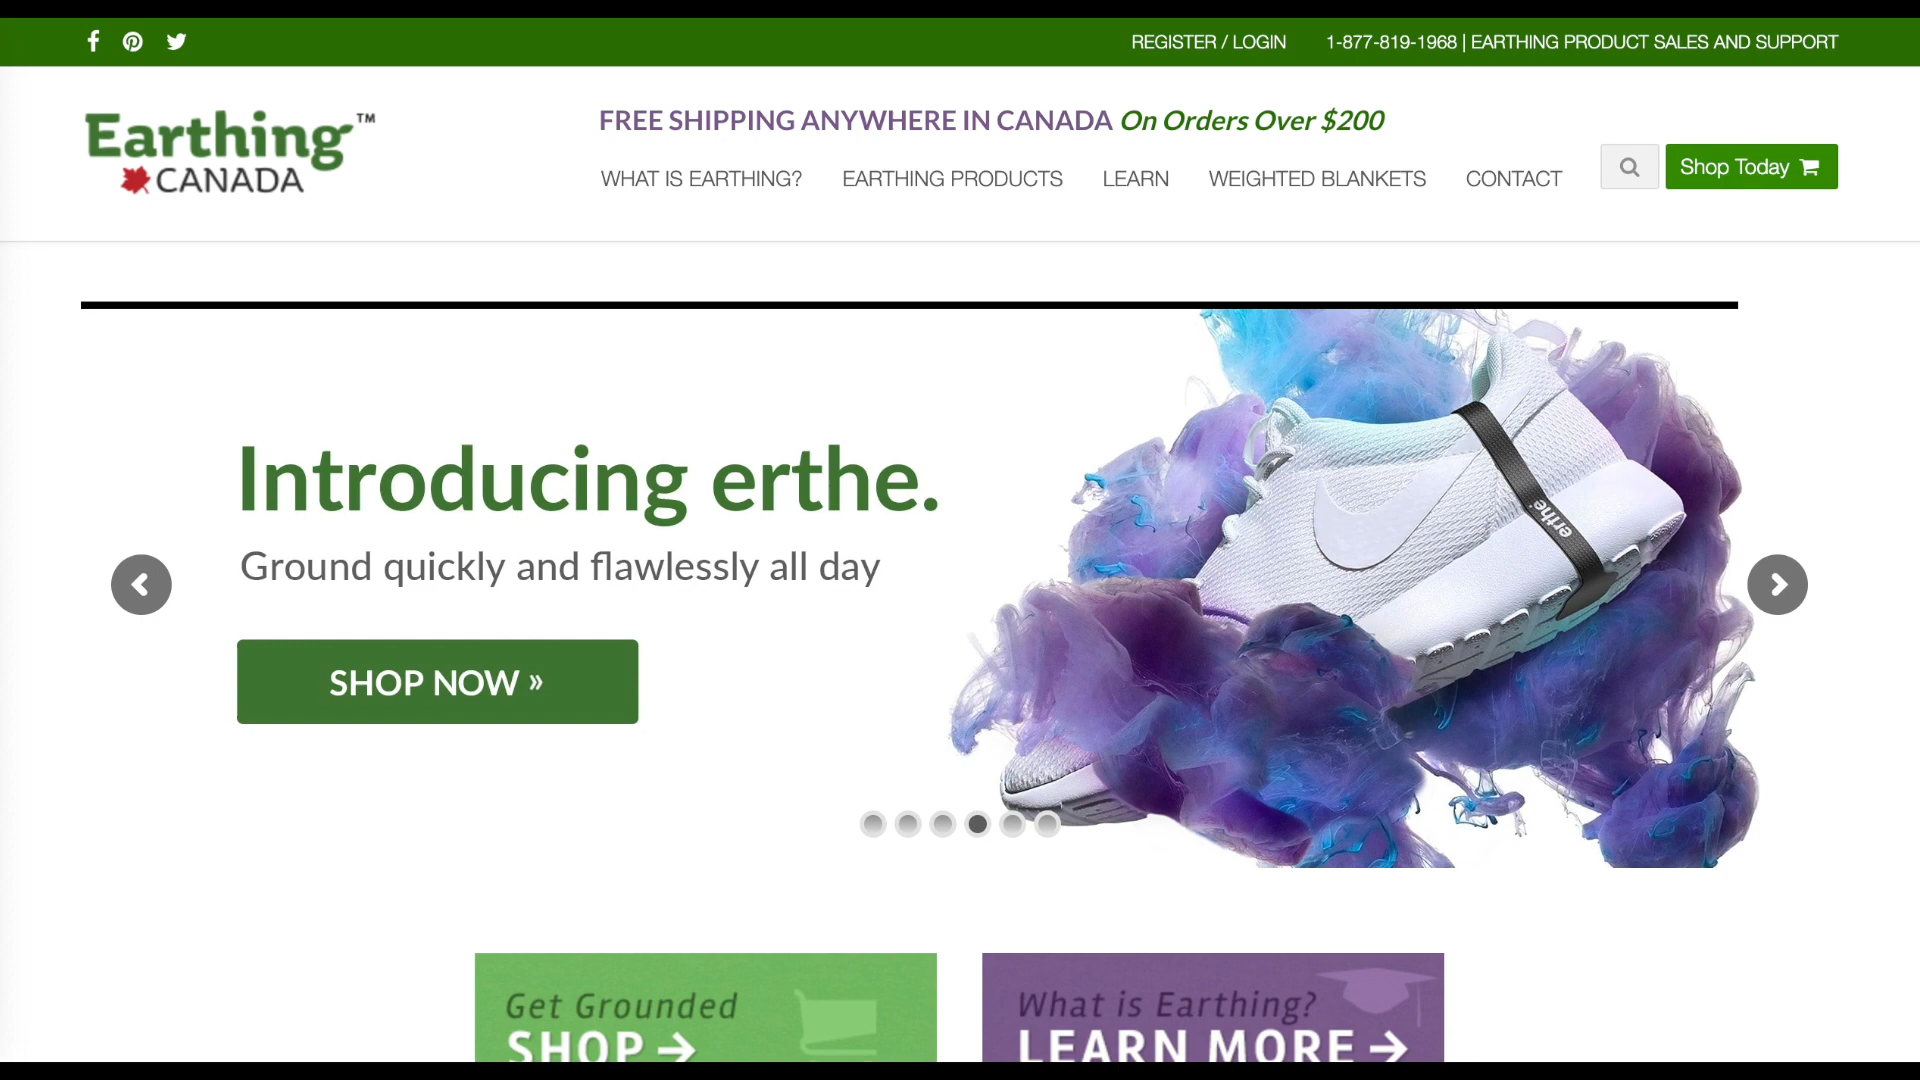 REGISTER / LOGIN
1-877-819-1968 | EARTHING PRODUCT SALES AND SUPPORT
Earthing™
CANADA
FREE SHIPPING ANYWHERE IN CANADA On Orders Over $200
WHAT IS EARTHING?
EARTHING PRODUCTS
LEARN
WEIGHTED BLANKETS
CONTACT
Shop Today
Introducing erthe.
Ground quickly and flawlessly all day
SHOP NOW »
erthe
Get Grounded
SHOP →
What is Earthing?
LEARN MORE →